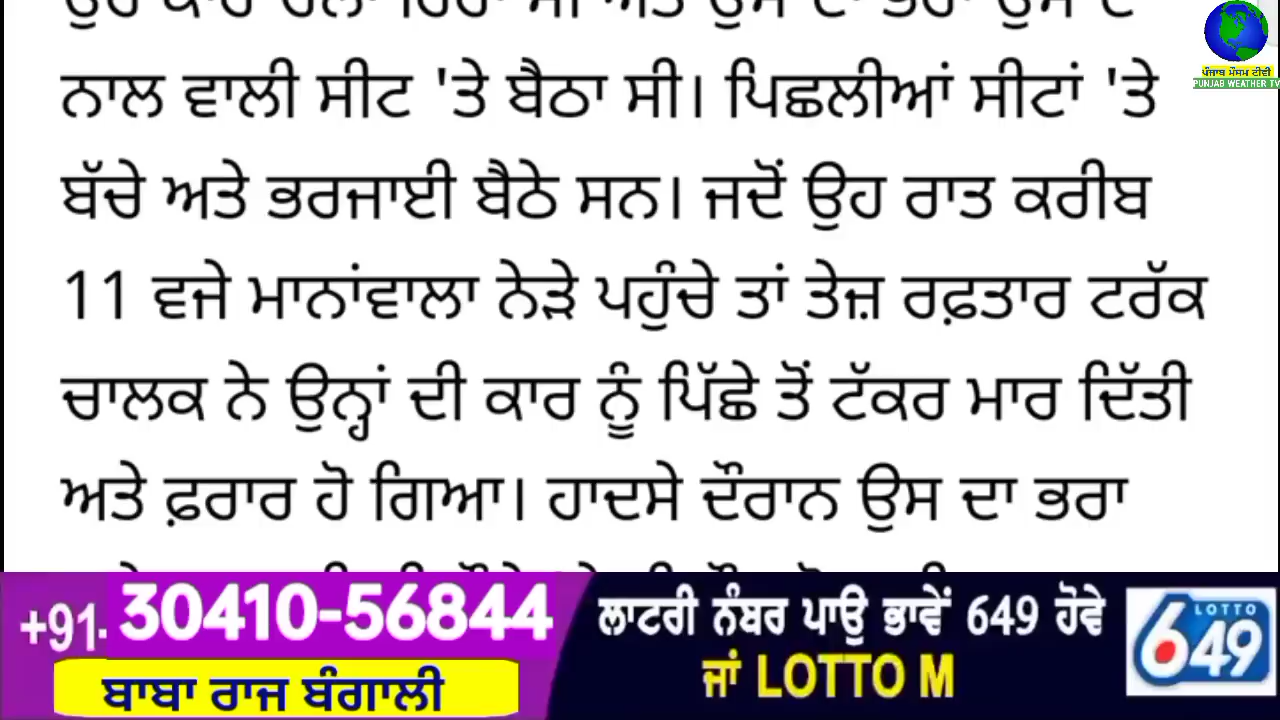 ਨਾਲ ਵਾਲੀ ਸੀਟ 'ਤੇ ਬੈਠਾ ਸੀ। ਪਿਛਲੀਆਂ ਸੀਟਾਂ 'ਤੇ
ਬੱਚੇ ਅਤੇ ਭਰਜਾਈ ਬੈਠੇ ਸਨ। ਜਦੋਂ ਉਹ ਰਾਤ ਕਰੀਬ
11 ਵਜੇ ਮਾਨਾਂਵਾਲਾ ਨੇੜੇ ਪਹੁੰਚੇ ਤਾਂ ਤੇਜ਼ ਰਫ਼ਤਾਰ ਟਰੱਕ
ਚਾਲਕ ਨੇ ਉਨ੍ਹਾਂ ਦੀ ਕਾਰ ਨੂੰ ਪਿੱਛੇ ਤੋਂ ਟੱਕਰ ਮਾਰ ਦਿੱਤੀ
ਅਤੇ ਫ਼ਰਾਰ ਹੋ ਗਿਆ। ਹਾਦਸੇ ਦੌਰਾਨ ਉਸ ਦਾ ਭਰਾ
ਪੰਜਾਬ ਮੌਸਮ ਟੀਵੀ
PUNJAB WEATHER TV
+91- 30410-56844
ਬਾਬਾ ਰਾਜ ਬੰਗਾਲੀ
ਲਾਟਰੀ ਨੰਬਰ ਪਾਉ ਭਾਵੇਂ 649 ਹੋਵੇ
ਜਾਂ LOTTO M
LOTTO
649